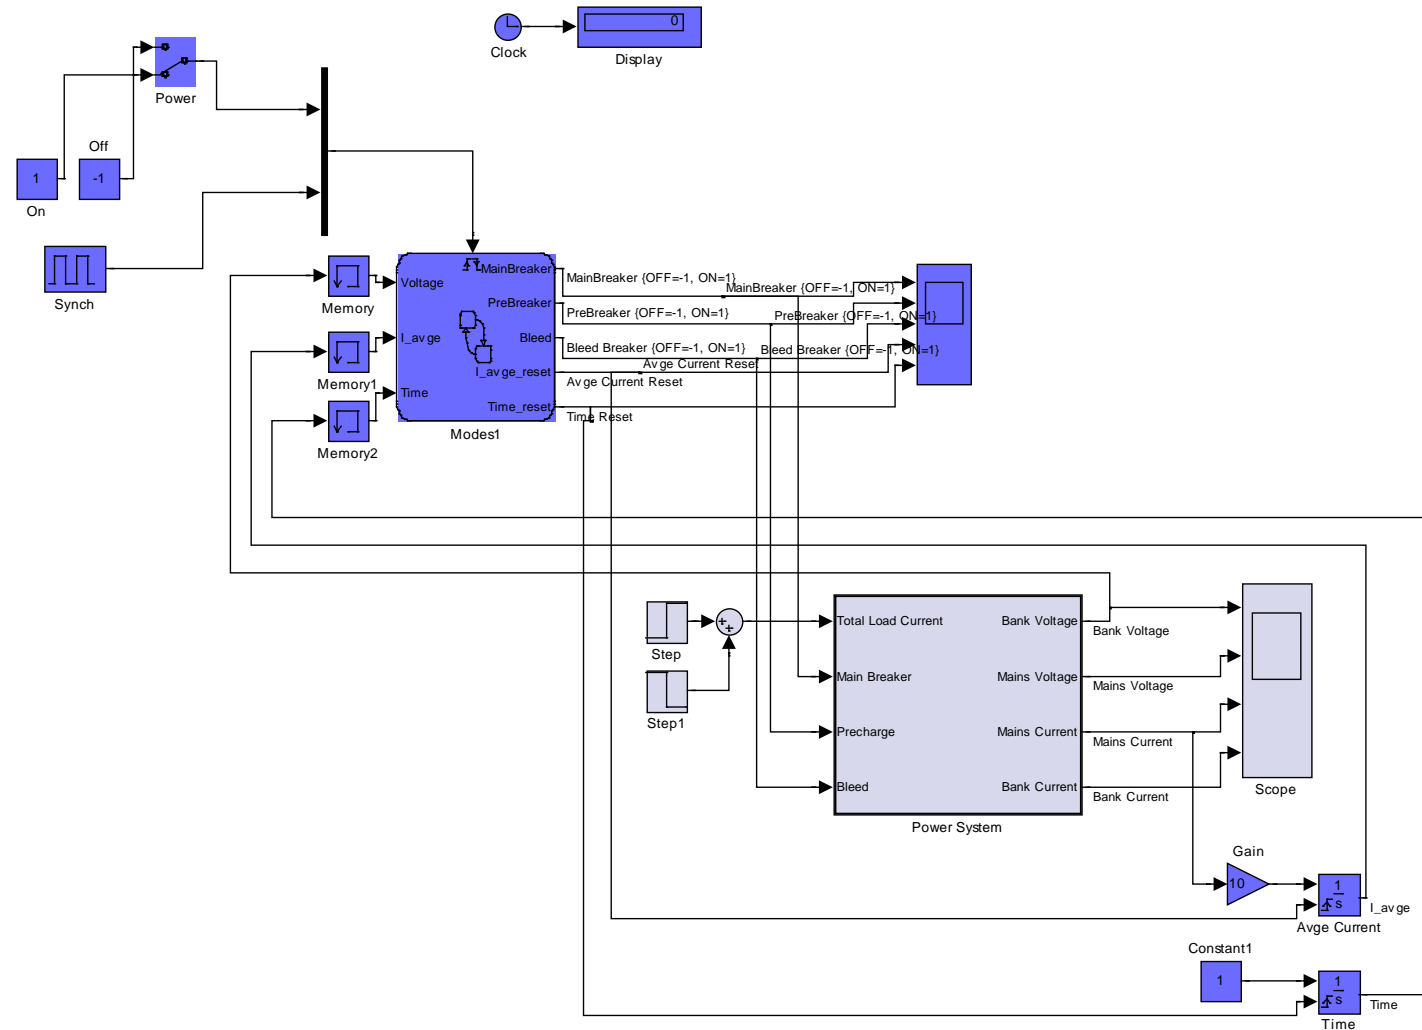 0
Clock
Display
Power
Off
1
-1
On
Synch
Memory
Memory1
Memory2
Voltage
I_avge
Time
MainBreaker
PreBreaker
Bleed
I_avge_reset
Time_reset
Modes1
MainBreaker {OFF=-1, ON=1}
MainBreaker {OFF=-1, ON=1}
PreBreaker {OFF=-1, ON=1}
PreBreaker {OFF=-1, ON=1}
Bleed Breaker {OFF=-1, ON=1}
Bleed Breaker {OFF=-1, ON=1}
Avge Current Reset
Avge Current Reset
Time Reset
Step
Step1
++
Total Load Current
Main Breaker
Precharge
Bleed
Bank Voltage
Mains Voltage
Mains Current
Bank Current
Power System
Bank Voltage
Mains Voltage
Mains Current
Bank Current
Scope
Gain
10
1
s
I_avge
Avge Current
Constant1
1
1
s
Time
Time